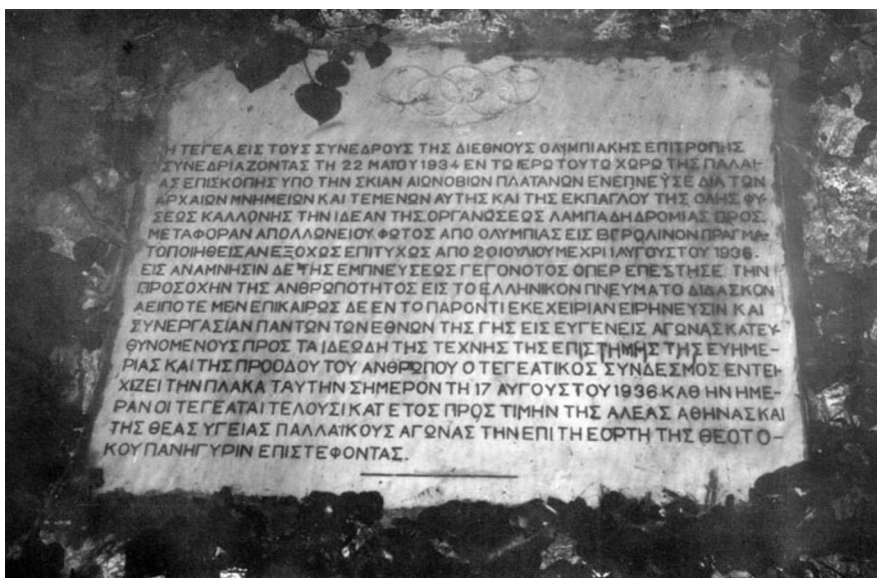 Η ΤΕΓΕΑ ΕΙΣ ΤΟΥΣ ΣΥΝΕΔΡΟΥΣ ΤΗΣ ΔΙΕΘΝΟΥΣ ΟΛΥΜΠΙΑΚΗΣ ΕΠΙΤΡΟΠΗΣ
ΣΥΝΕΔΡΙΑΖΟΝΤΑΣ ΤΗ 22 ΜΑΪΟΥ 1934 ΕΝ ΤΩ ΙΕΡΩ ΤΟΥΤΩ ΧΩΡΩ ΤΗΣ ΠΑΛΑΙ-
ΑΣ ΕΠΙΣΚΟΠΗΣ ΥΠΟ ΤΗΝ ΣΚΙΑΝ ΑΙΩΝΟΒΙΩΝ ΠΛΑΤΑΝΩΝ ΕΝΕΠΝΕΥΣΕ ΔΙΑ ΤΩΝ
ΑΡΧΑΙΩΝ ΜΝΗΜΕΙΩΝ ΚΑΙ ΤΕΜΕΝΩΝ ΑΥΤΗΣ ΚΑΙ ΤΗΣ ΕΚΠΑΓΛΟΥ ΤΗΣ ΟΛΗΣ ΦΥ-
ΣΕΩΣ ΚΑΛΛΟΝΗΣ ΤΗΝ ΙΔΕΑΝ ΤΗΣ ΟΡΓΑΝΩΣΕΩΣ ΛΑΜΠΑΔΗΔΡΟΜΙΑΣ ΠΡΟΣ
ΜΕΤΑΦΟΡΑΝ ΑΠΟΛΛΩΝΕΙΟΥ ΦΩΤΟΣ ΑΠΟ ΟΛΥΜΠΙΑΣ ΕΙΣ ΒΕΡΟΛΙΝΟΝ ΠΡΑΓΜΑ-
ΤΟΠΟΙΗΘΕΙΣΑΝ ΕΞΟΧΩΣ ΕΠΙΤΥΧΩΣ ΑΠΟ 20 ΙΟΥΛΙΟΥ ΜΕΧΡΙ 1 ΑΥΓΟΥΣΤΟΥ 1936.
ΕΙΣ ΑΝΑΜΝΗΣΙΝ ΔΕ ΤΗΣ ΕΜΠΝΕΥΣΕΩΣ ΓΕΓΟΝΟΤΟΣ ΟΠΕΡ ΕΠΕΣΤΗΣΕ ΤΗΝ
ΠΡΟΣΟΧΗΝ ΤΗΣ ΑΝΘΡΩΠΟΤΗΤΟΣ ΕΙΣ ΤΟ ΕΛΛΗΝΙΚΟΝ ΠΝΕΥΜΑ ΤΟ ΔΙΔΑΣΚΟΝ
ΑΕΙΠΟΤΕ ΜΕΝ ΕΠΙΚΑΙΡΩΣ ΔΕ ΕΝ ΤΟ ΠΑΡΟΝΤΙ ΕΚΕΧΕΙΡΙΑΝ ΕΙΡΗΝΕΥΣΙΝ ΚΑΙ
ΣΥΝΕΡΓΑΣΙΑΝ ΠΑΝΤΩΝ ΤΩΝ ΕΘΝΩΝ ΤΗΣ ΓΗΣ ΕΙΣ ΕΥΓΕΝΕΙΣ ΑΓΩΝΑΣ ΚΑΤΕΥ-
ΘΥΝΟΜΕΝΟΥΣ ΠΡΟΣ ΤΑ ΙΔΕΩΔΗ ΤΗΣ ΤΕΧΝΗΣ ΤΗΣ ΕΠΙΣΤΗΜΗΣ ΤΗΣ ΕΥΗΜΕ-
ΡΙΑΣ ΚΑΙ ΤΗΣ ΠΡΟΟΔΟΥ ΤΟΥ ΑΝΘΡΩΠΟΥ Ο ΤΕΓΕΑΤΙΚΟΣ ΣΥΝΔΕΣΜΟΣ ΕΝΤΕΙ-
ΧΙΖΕΙ ΤΗΝ ΠΛΑΚΑ ΤΑΥΤΗΝ ΣΗΜΕΡΟΝ ΤΗ 17 ΑΥΓΟΥΣΤΟΥ 1936 ΚΑΘ ΗΝ ΗΜΕ-
ΡΑΝ ΟΙ ΤΕΓΕΑΤΑΙ ΤΕΛΟΥΣΙ ΚΑΤ ΕΤΟΣ ΠΡΟΣ ΤΙΜΗΝ ΤΗΣ ΑΛΕΑΣ ΑΘΗΝΑΣ ΚΑΙ
ΤΗΣ ΘΕΑΣ ΥΓΕΙΑΣ ΠΑΛΛΑΪΚΟΥΣ ΑΓΩΝΑΣ ΤΗΝ ΕΠΙ ΤΗ ΕΟΡΤΗ ΤΗΣ ΘΕΟΤΟ-
ΚΟΥ ΠΑΝΗΓΥΡΙΝ ΕΠΙΣΤΕΦΟΝΤΑΣ.